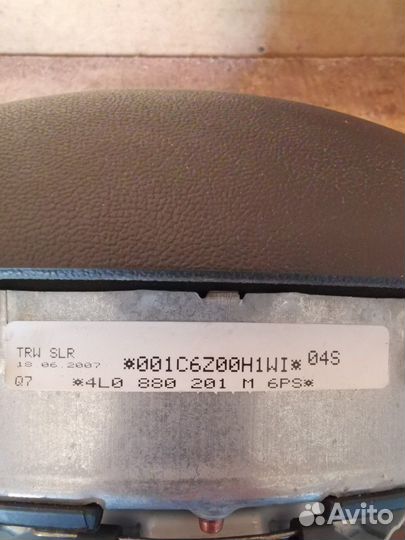 TRW SLR
18.06.2007 *001C6Z00H1WI* 04S
Q7 *4L0 880 201 M 6PS*
Avito